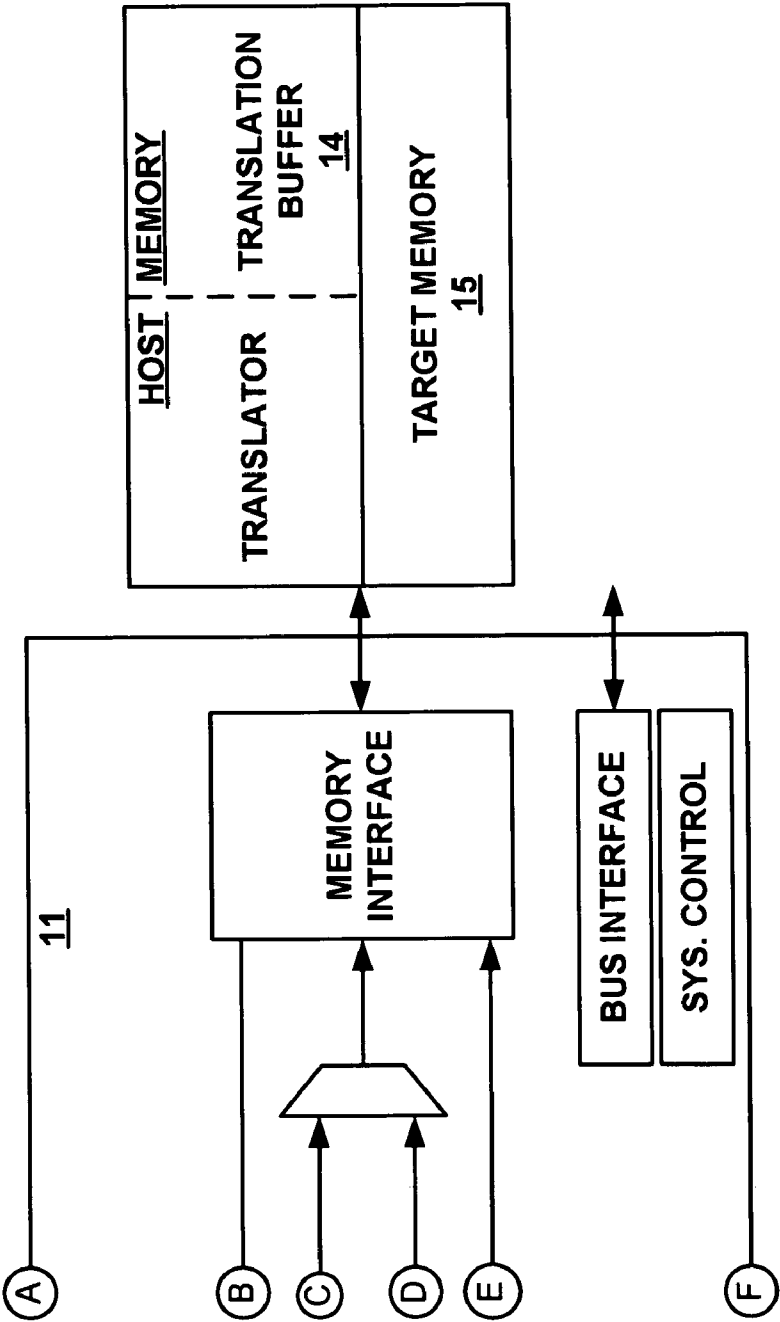 A
11
B
C
D
E
F
MEMORY
INTERFACE
BUS INTERFACE
SYS. CONTROL
HOST MEMORY
TRANSLATOR
TRANSLATION
BUFFER
14
TARGET MEMORY
15